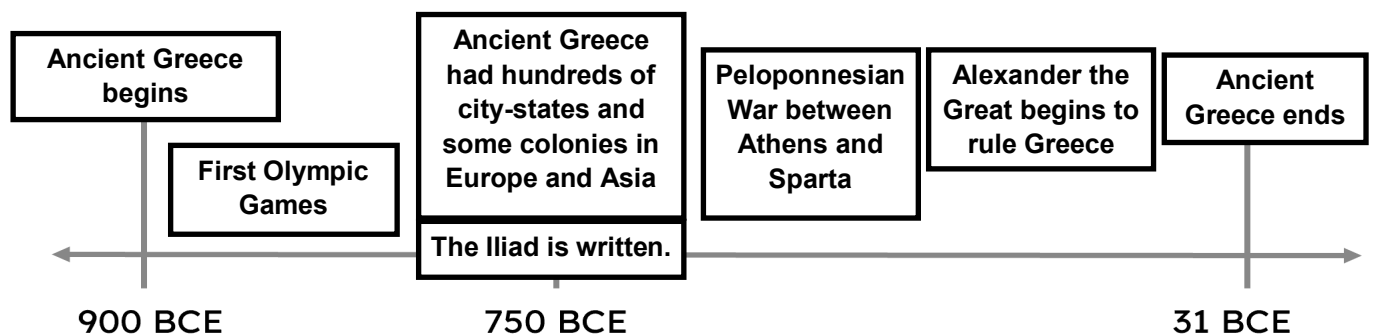 Ancient Greece
begins
First Olympic
Games
Ancient Greece
had hundreds of
city-states and
some colonies in
Europe and Asia
The Iliad is written.
Peloponnesian
War between
Athens and
Sparta
Alexander the
Great begins to
rule Greece
Ancient
Greece ends
900 BCE
750 BCE
31 BCE